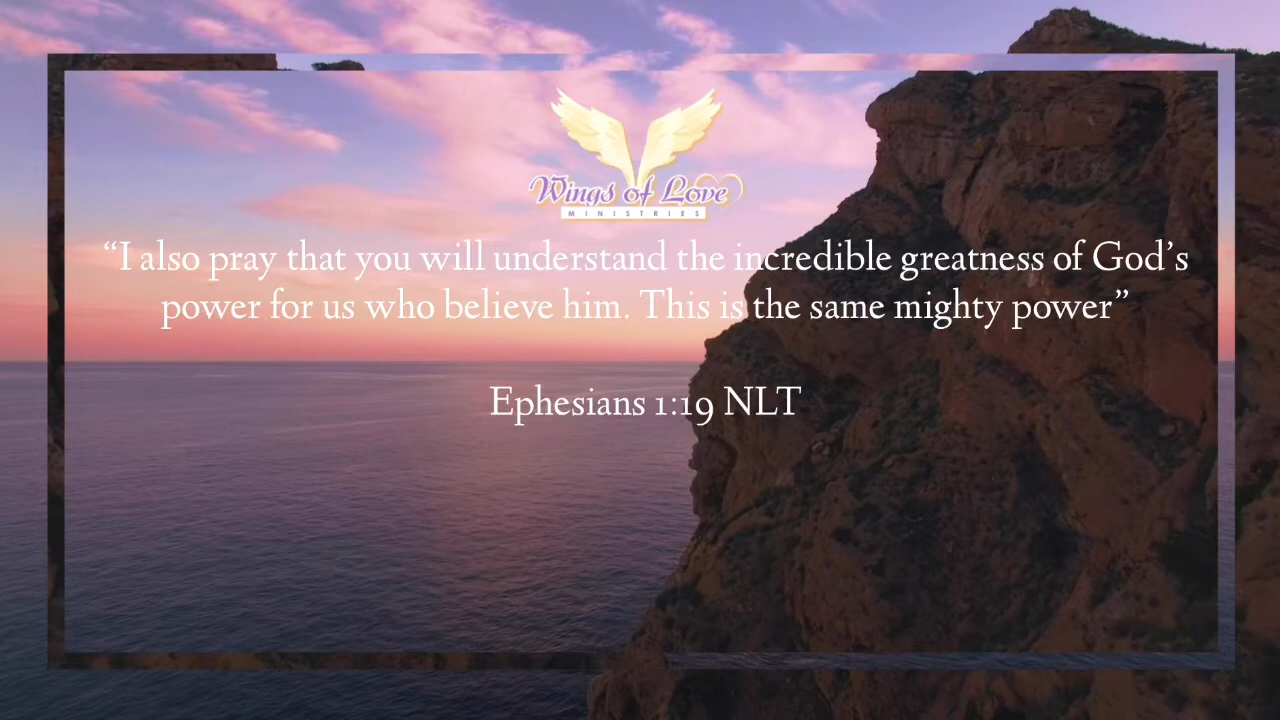 Wings of Love
MINISTRIES
“I also pray that you will understand the incredible greatness of God’s
power for us who believe him. This is the same mighty power”
Ephesians 1:19 NLT